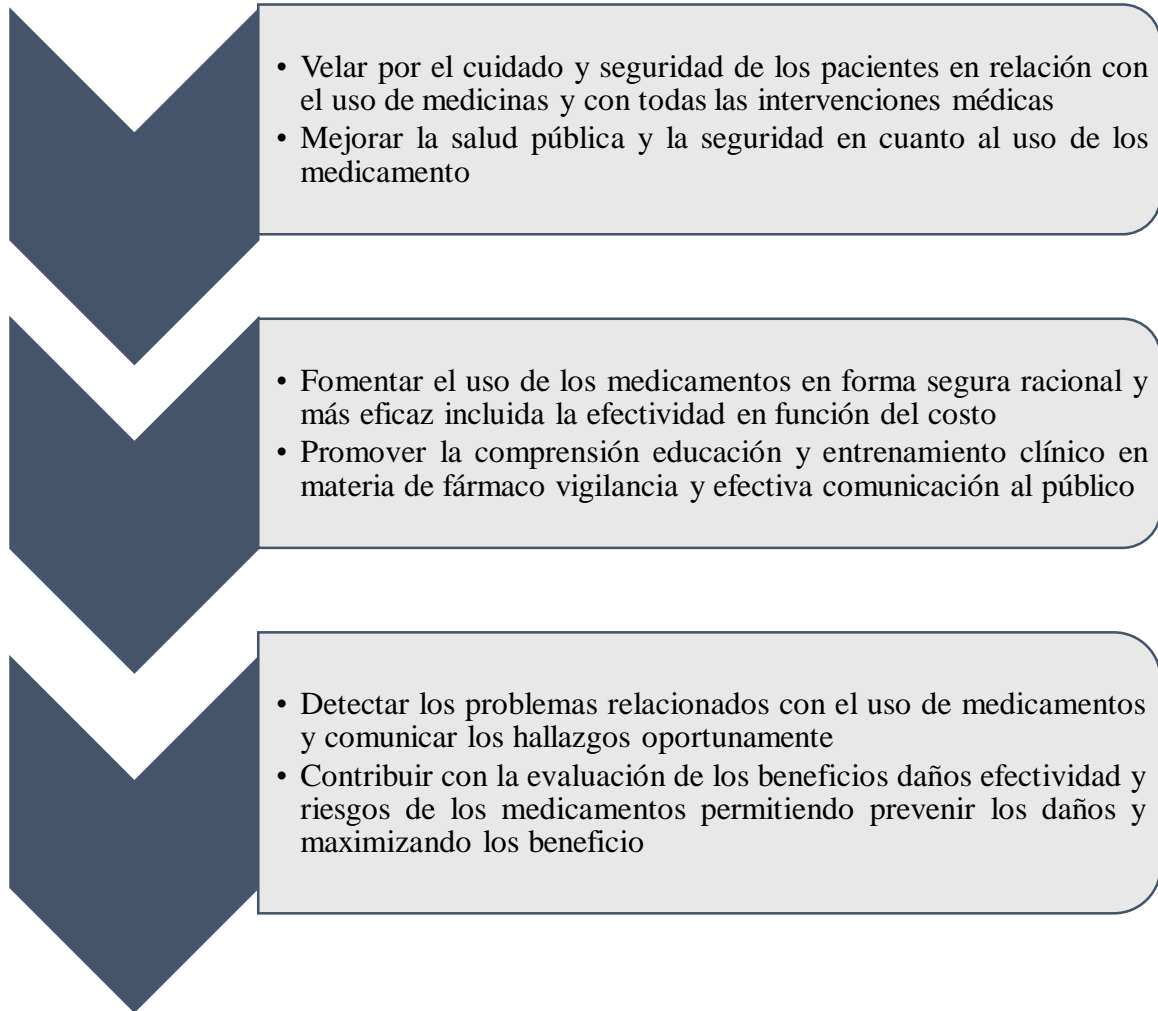 • Velar por el cuidado y seguridad de los pacientes en relación con
el uso de medicinas y con todas las intervenciones médicas
• Mejorar la salud pública y la seguridad en cuanto al uso de los
medicamento
• Fomentar el uso de los medicamentos en forma segura racional y
más eficaz incluida la efectividad en función del costo
• Promover la comprensión educación y entrenamiento clínico en
materia de fármaco vigilancia y efectiva comunicación al público
• Detectar los problemas relacionados con el uso de medicamentos
y comunicar los hallazgos oportunamente
• Contribuir con la evaluación de los beneficios daños efectividad y
riesgos de los medicamentos permitiendo prevenir los daños y
maximizando los beneficio